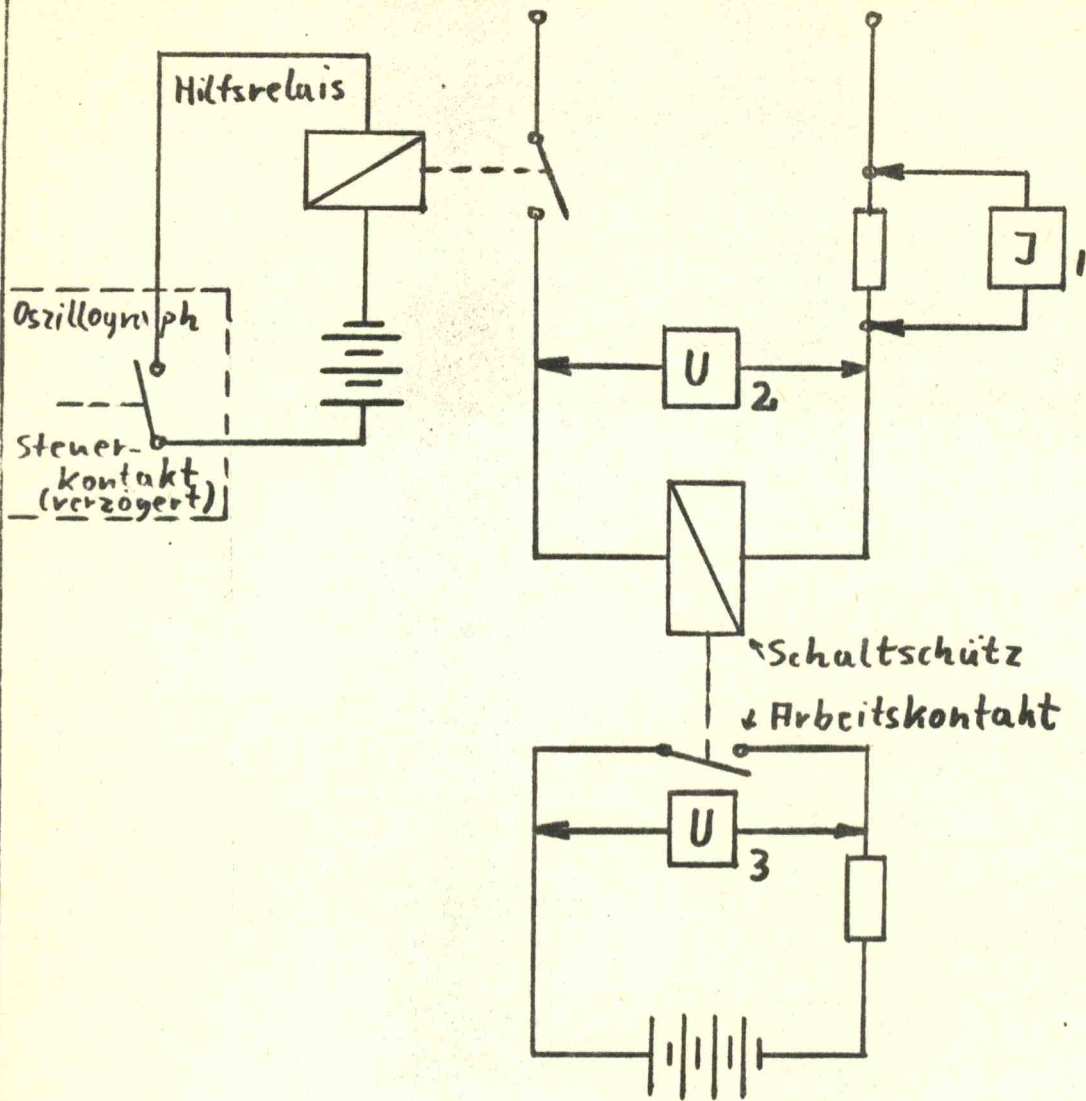 Hilfsrelais
J 1
Oszillograph
U 2
Steuer-
kontakt
(verzögert)
Schaltschütz
Arbeitskontakt
U 3